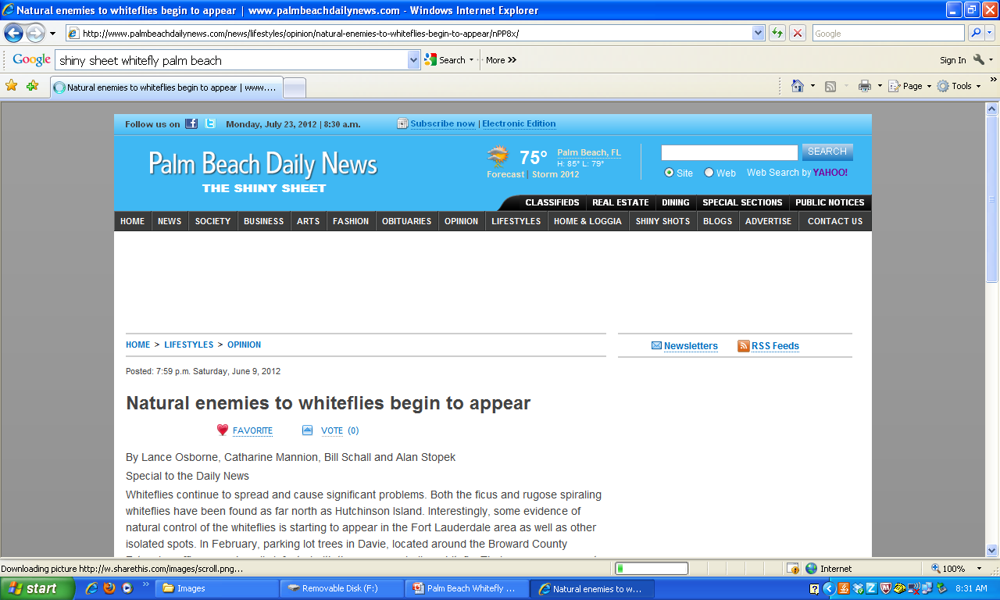 Natural enemies to whiteflies begin to appear | www.palmbeachdailynews.com - Windows Internet Explorer
http://www.palmbeachdailynews.com/news/lifestyles/opinion/natural-enemies-to-whiteflies-begin-to-appear/nPP8x/
Google
Google shiny sheet whitefly palm beach Search More >> Sign In
Natural enemies to whiteflies begin to appear | www.... Page Tools
Follow us on Monday, July 23, 2012 | 8:30 a.m. Subscribe now | Electronic Edition
Palm Beach Daily News
THE SHINY SHEET
75° Palm Beach, FL
H: 85° L: 79°
Forecast | Storm 2012
SEARCH
Site Web Web Search by YAHOO!
CLASSIFIEDS REAL ESTATE DINING SPECIAL SECTIONS PUBLIC NOTICES
HOME NEWS SOCIETY BUSINESS ARTS FASHION OBITUARIES OPINION LIFESTYLES HOME & LOGGIA SHINY SHOTS BLOGS ADVERTISE CONTACT US
HOME > LIFESTYLES > OPINION
Newsletters RSS Feeds
Posted: 7:59 p.m. Saturday, June 9, 2012
Natural enemies to whiteflies begin to appear
FAVORITE VOTE (0)
By Lance Osborne, Catharine Mannion, Bill Schall and Alan Stopek
Special to the Daily News
Whiteflies continue to spread and cause significant problems. Both the ficus and rugose spiraling
whiteflies have been found as far north as Hutchinson Island. Interestingly, some evidence of
natural control of the whiteflies is starting to appear in the Fort Lauderdale area as well as other
isolated spots. In February, parking lot trees in Davie, located around the Broward County
Downloading picture http://w.sharethis.com/images/scroll.png... Internet 100%
start Images Removable Disk (F:) Palm Beach Whitefly ... Natural enemies to w... 8:31 AM